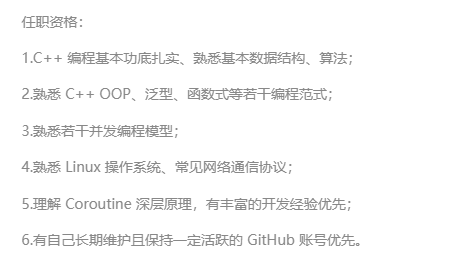 任职资格：
1.C++ 编程基本功底扎实、熟悉基本数据结构、算法；
2.熟悉 C++ OOP、泛型、函数式等若干编程范式；
3.熟悉若干并发编程模型；
4.熟悉 Linux 操作系统、常见网络通信协议；
5.理解 Coroutine 深层原理，有丰富的开发经验优先；
6.有自己长期维护且保持一定活跃的 GitHub 账号优先。